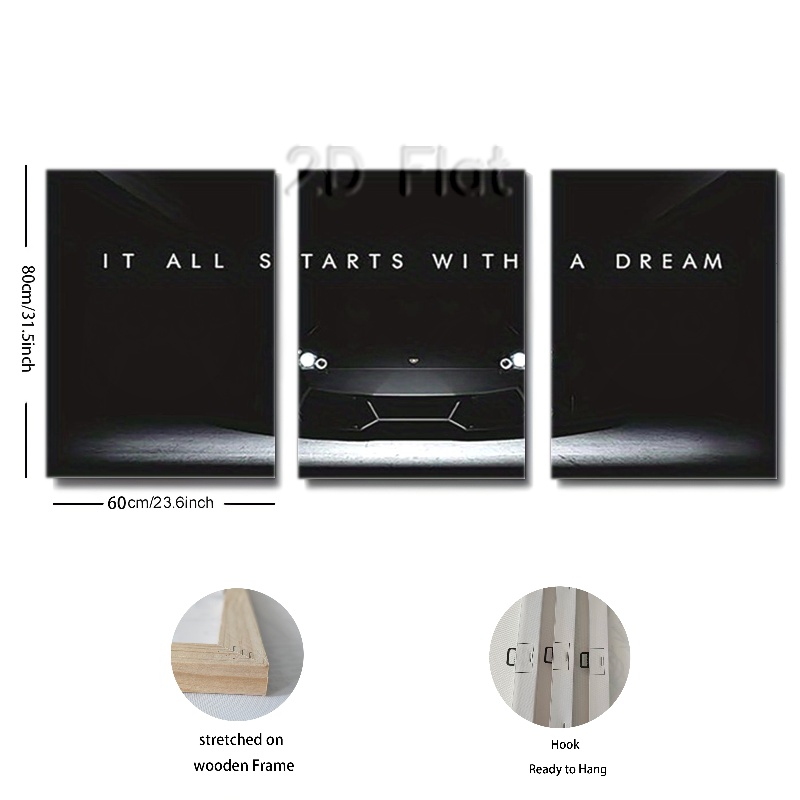 2D Flat
IT ALL STARTS WITH A DREAM
80cm/31.5inch
60cm/23.6inch
stretched on
wooden Frame
Hook
Ready to Hang